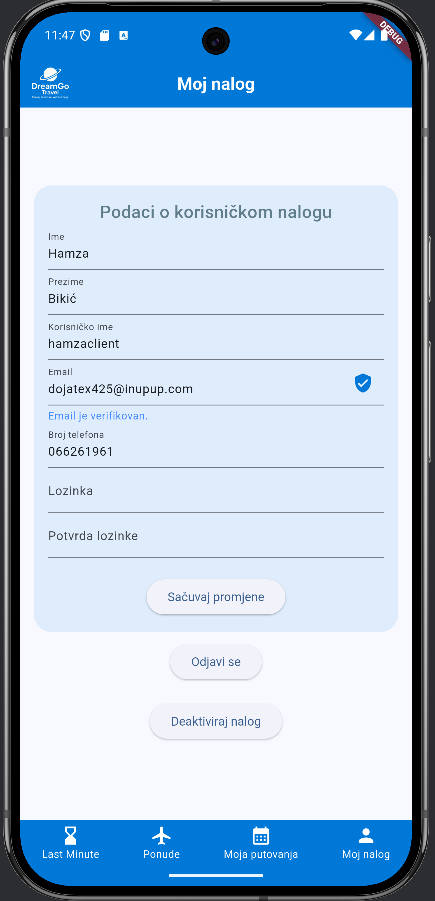 11:47
DEBUG
DreamGo
Travel
Moj nalog
Podaci o korisničkom nalogu
Ime
Hamza
Prezime
Bikić
Korisničko ime
hamzaclient
Email
dojatex425@inupup.com
Email je verifikovan.
Broj telefona
066261961
Lozinka
Potvrda lozinke
Sačuvaj promjene
Odjavi se
Deaktiviraj nalog
Last Minute
Ponude
Moja putovanja
Moj nalog